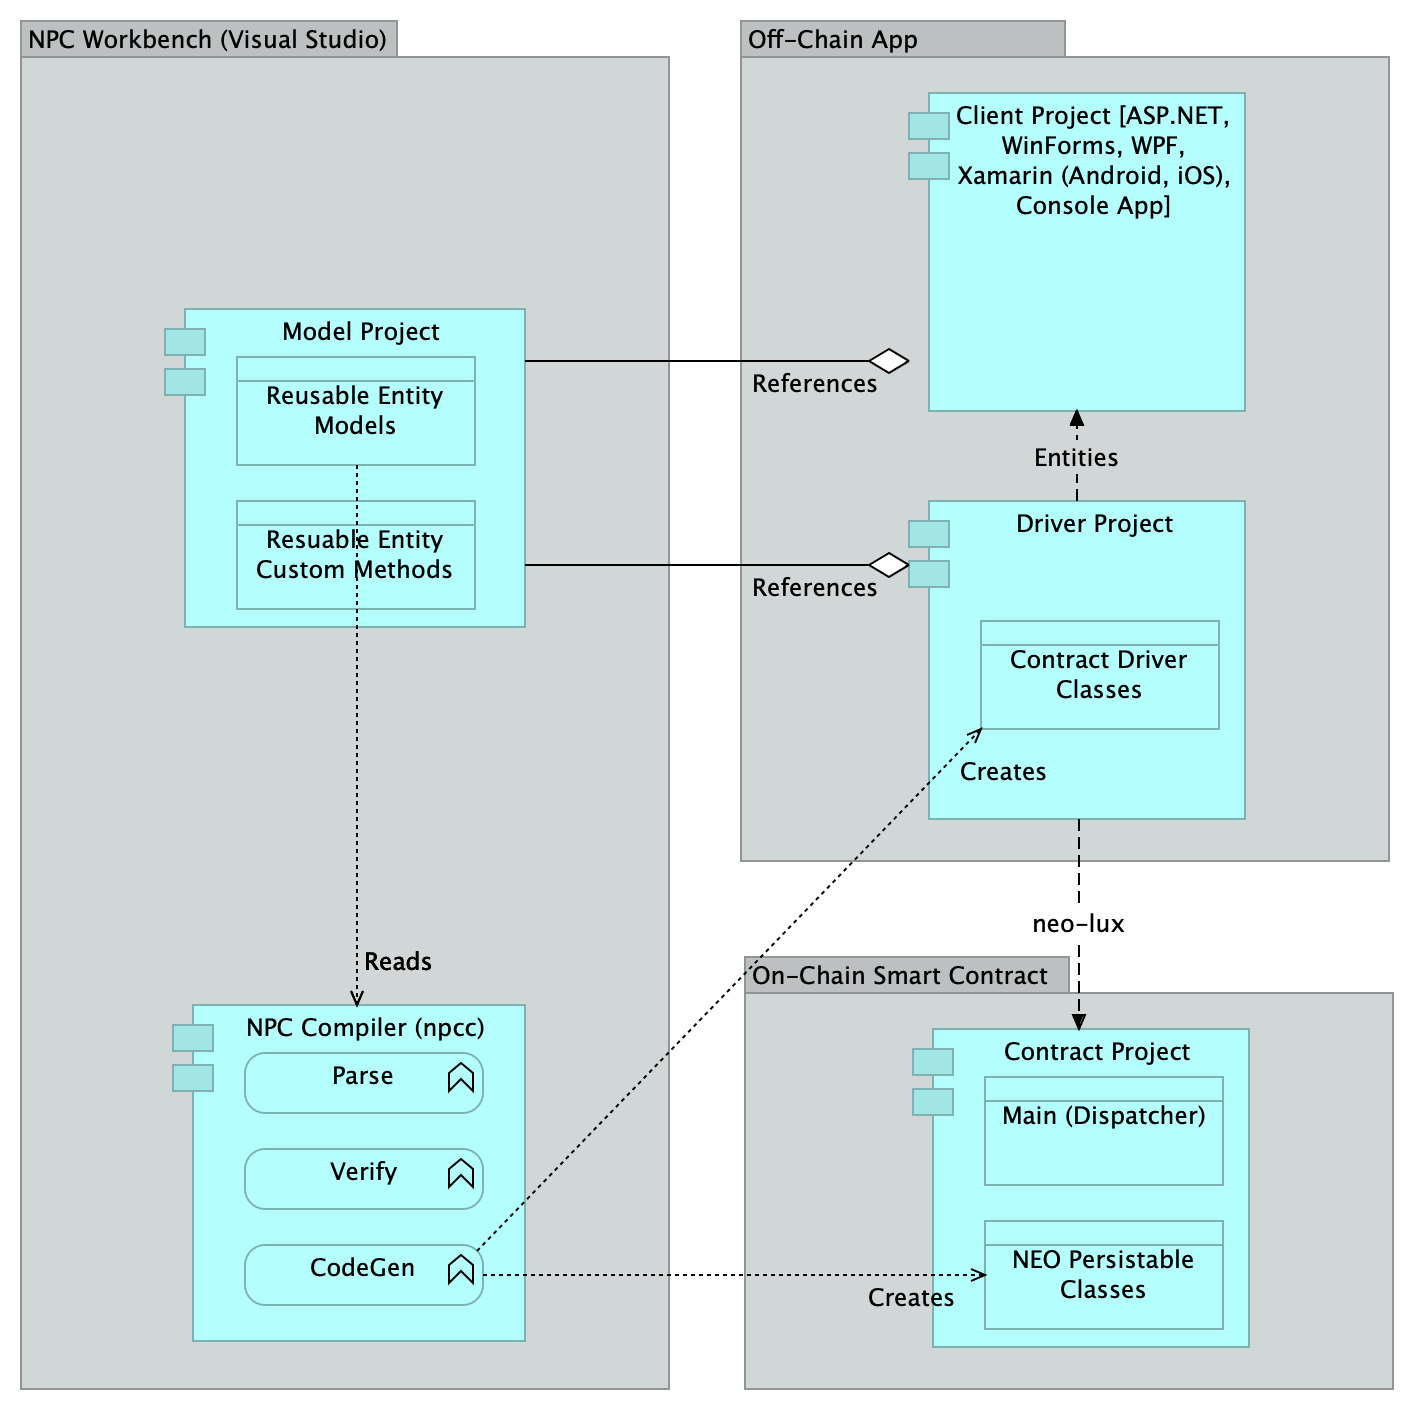 NPC Workbench (Visual Studio)
Model Project
Reusable Entity
Models
Resuable Entity
Custom Methods
Reads
NPC Compiler (npcc)
Parse
Verify
CodeGen
Off-Chain App
Client Project [ASP.NET,
WinForms, WPF,
Xamarin (Android, iOS),
Console App]
References
Entities
Driver Project
References
Contract Driver
Classes
Creates
neo-lux
On-Chain Smart Contract
Contract Project
Main (Dispatcher)
NEO Persistable
Classes
Creates